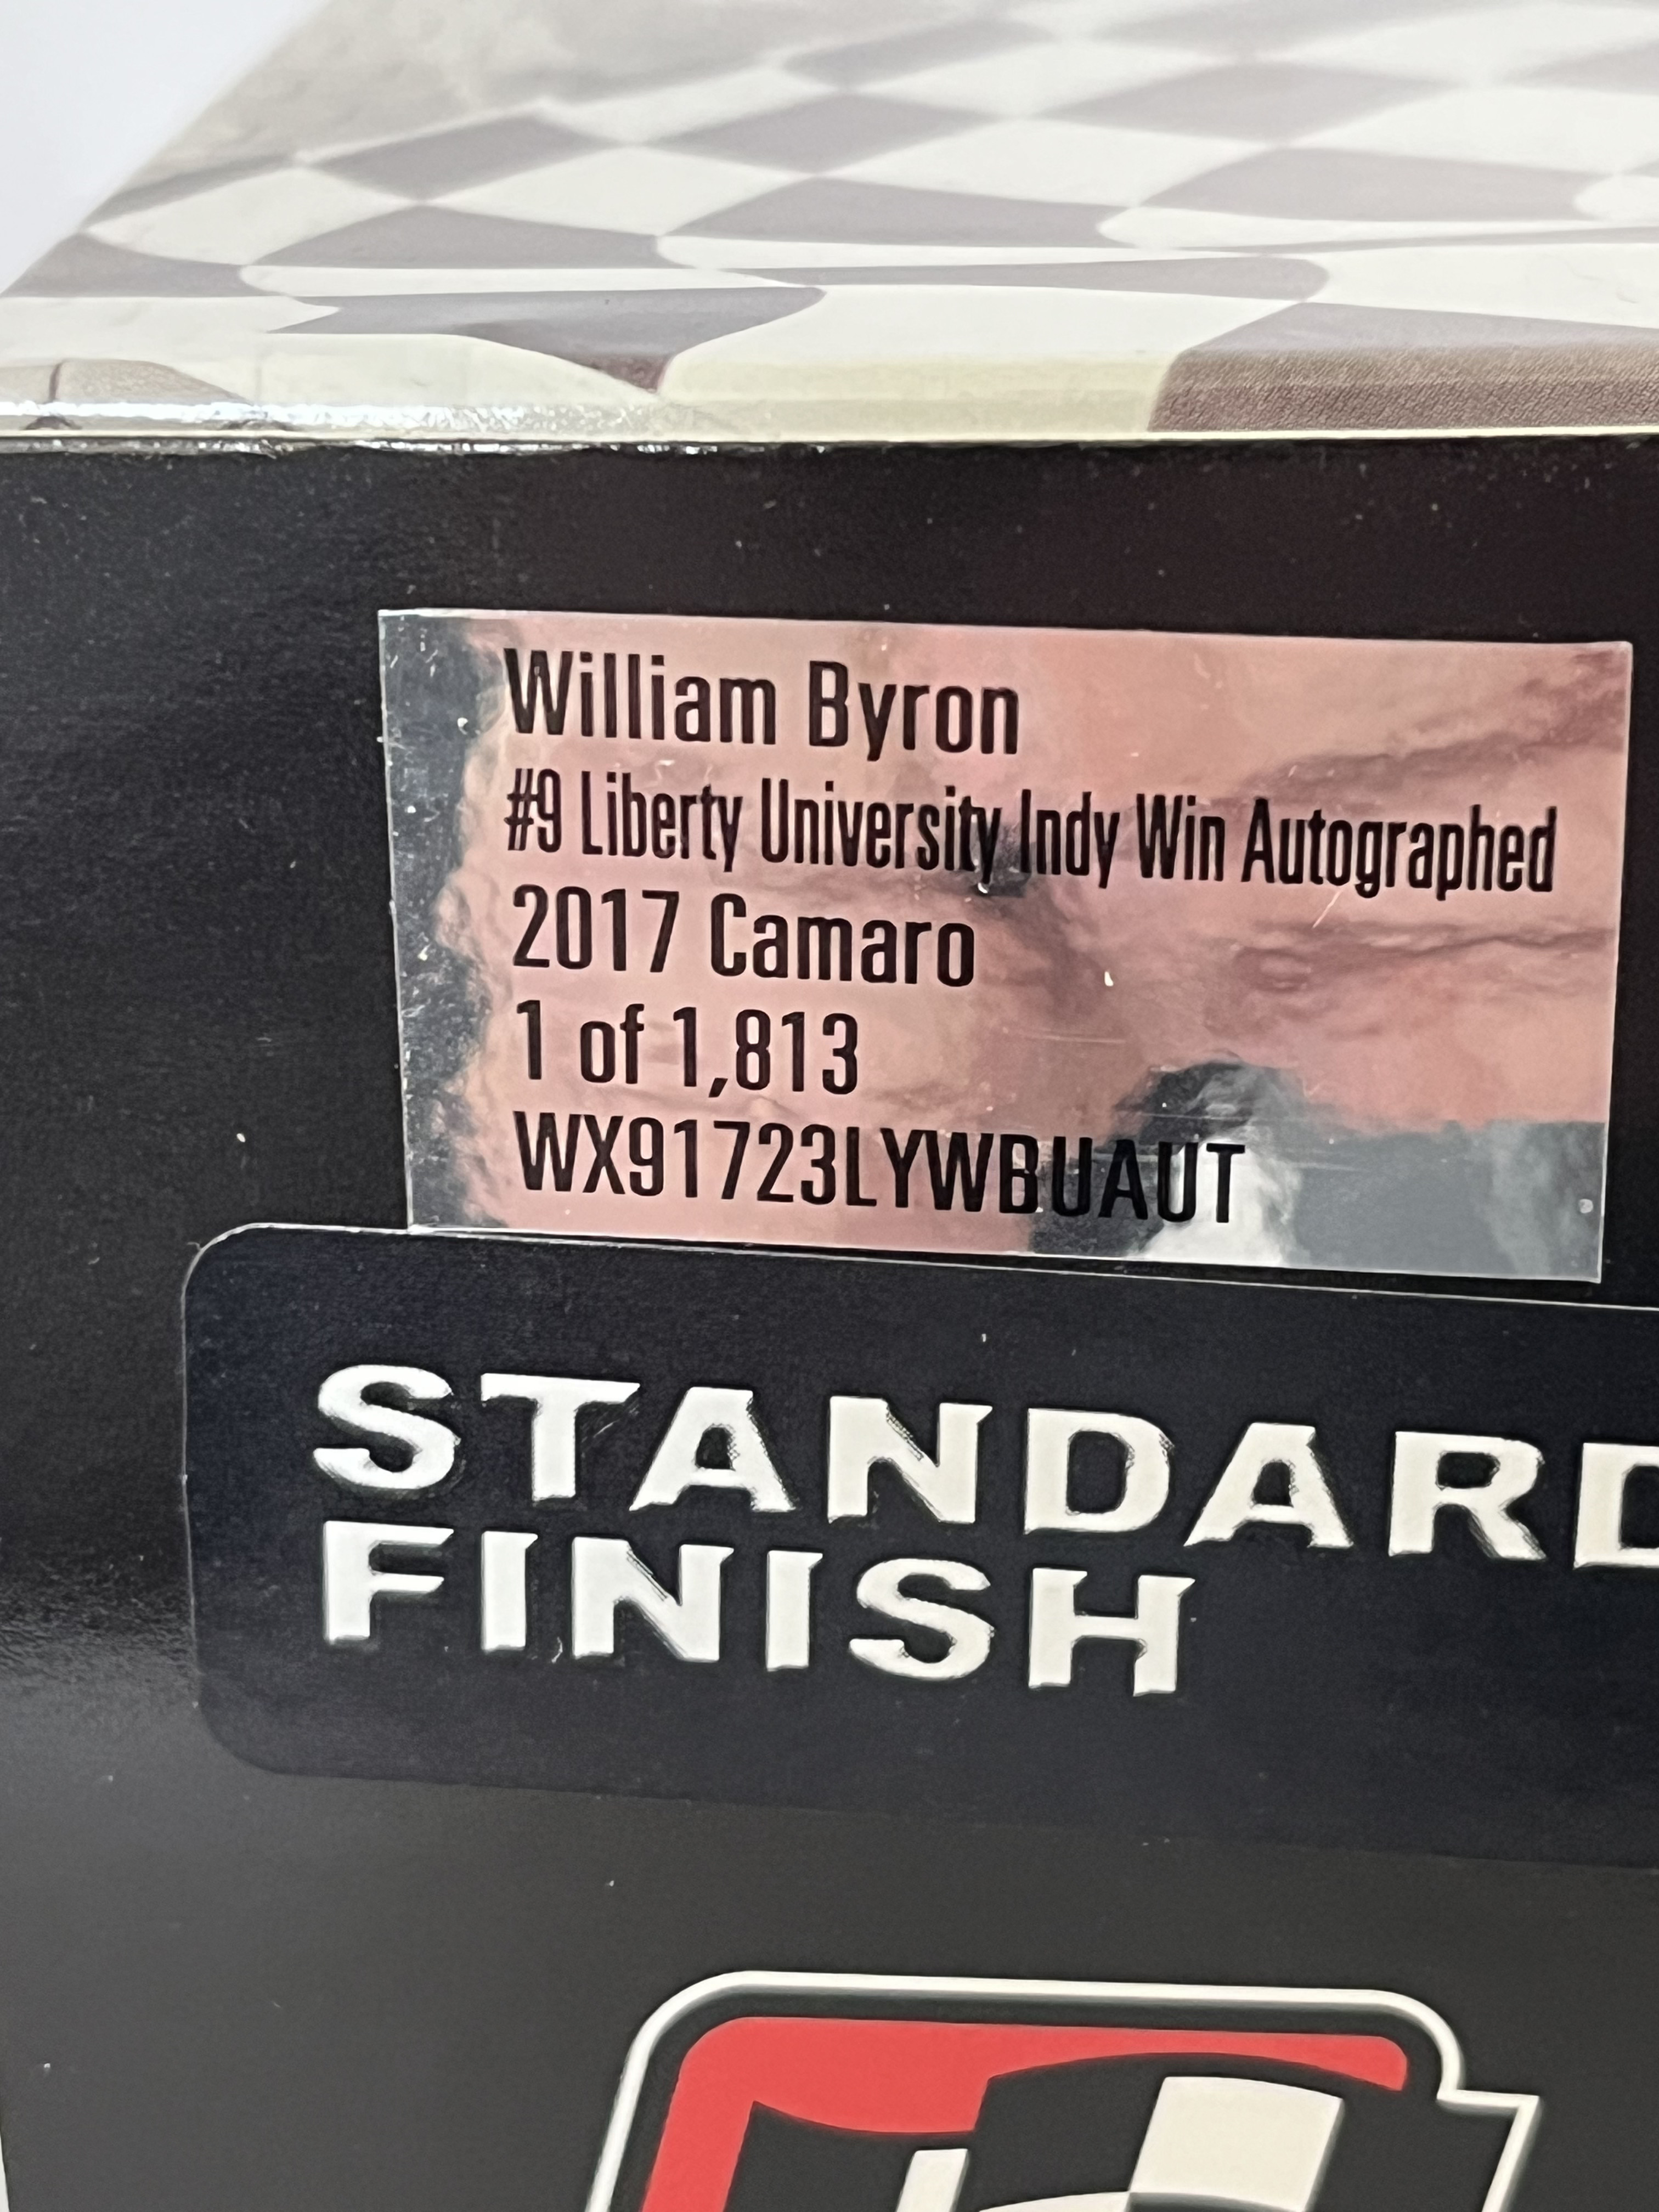 William Byron
#9 Liberty University Indy Win Autographed
2017 Camaro
1 of 1,813
WX91723LYWBUAUT
STANDARD
FINISH